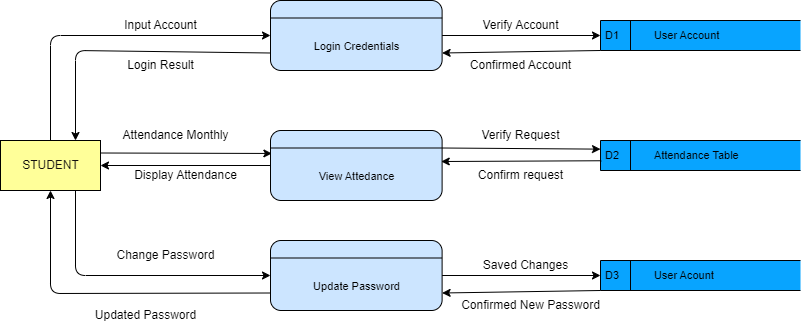 Input Account
Verify Account
Login Credentials
D1
User Account
Login Result
Confirmed Account
Attendance Monthly
Verify Request
STUDENT
D2
Attendance Table
Display Attendance
View Attedance
Confirm request
Change Password
Saved Changes
D3
User Acount
Update Password
Updated Password
Confirmed New Password